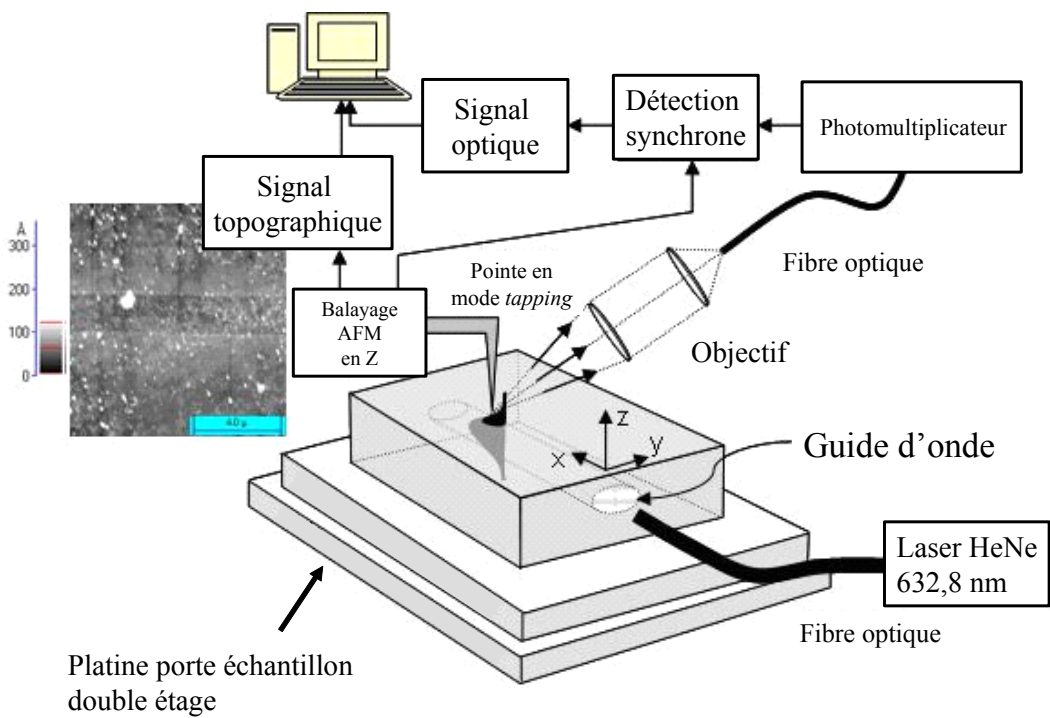 Signal
optique
Détection
synchrone
Photomultiplicateur
Signal
topographique
Å
300
200
100
0
Pointe en
mode tapping
Fibre optique
Balayage
AFM
en Z
Objectif
z
x
y
Guide d'onde
Laser HeNe
632,8 nm
Fibre optique
Platine porte échantillon
double étage